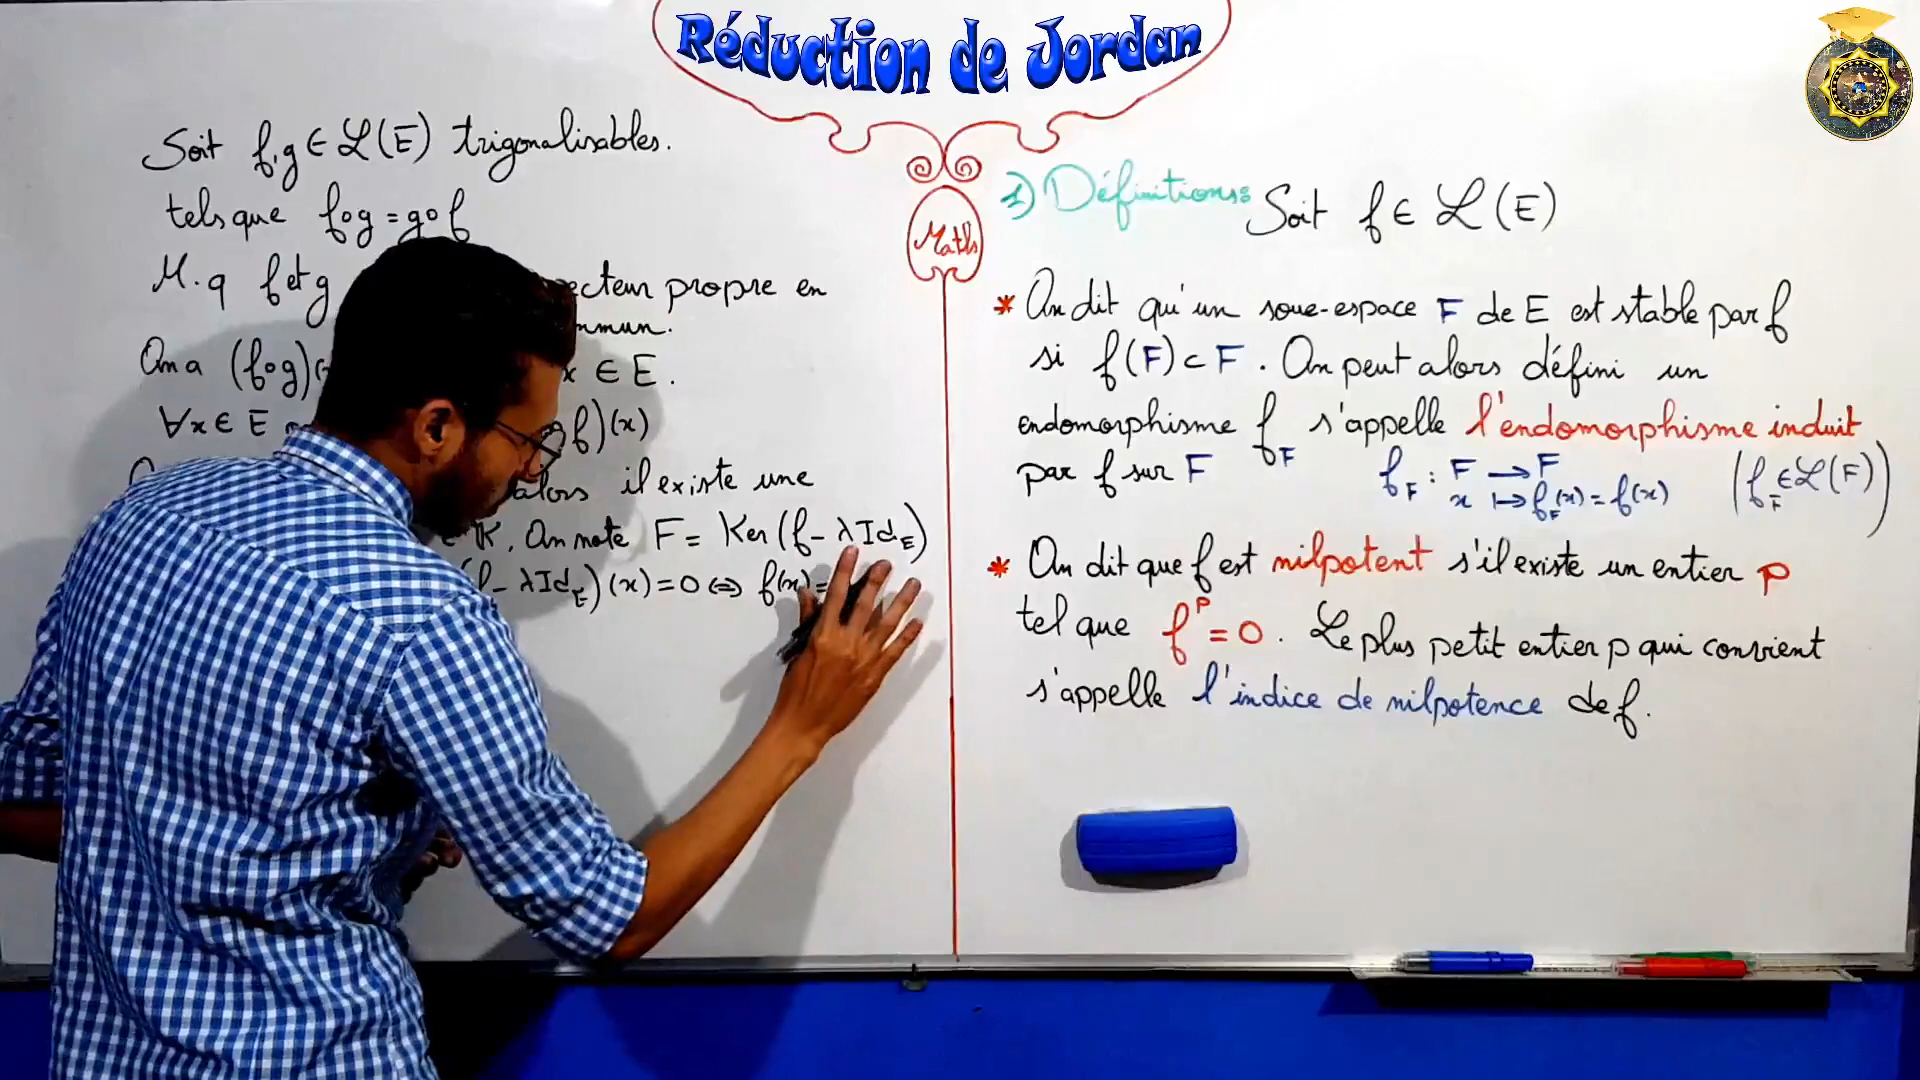 Réduction de Jordan
Soit f,g ∈ ℒ(E) trigonalisables.
tels que f∘g = g∘f
M.q f et g propre en
On a (f∘g)( x ∈ E.
∀x ∈ E f)(x)
alors il existe une
K. On note F = Ker(f - λId_E)
- λId_E)(x) = 0 ⇔ f(x) =
Maths
1) Définitions: Soit f ∈ ℒ(E)
* On dit qu'un sous-espace F de E est stable par f
si f(F) ⊂ F. On peut alors défini un
endomorphisme f_F s'appelle l'endomorphisme induit
par f sur F f_F : F → F (f_F ∈ ℒ(F))
x ↦ f_F(x) = f(x)
* On dit que f est nilpotent s'il existe un entier p
tel que f^p = 0. Le plus petit entier p qui convient
s'appelle l'indice de nilpotence de f.